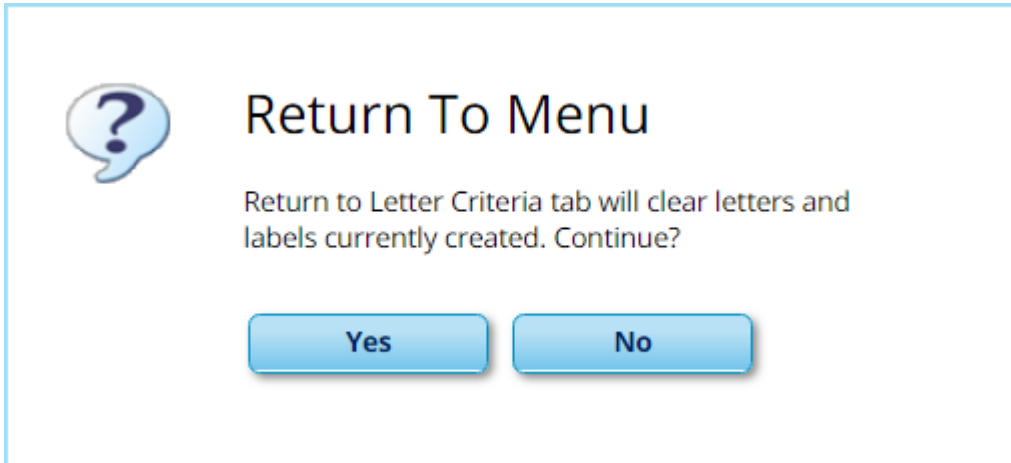 Return To Menu
Return to Letter Criteria tab will clear letters and
labels currently created. Continue?
Yes
No